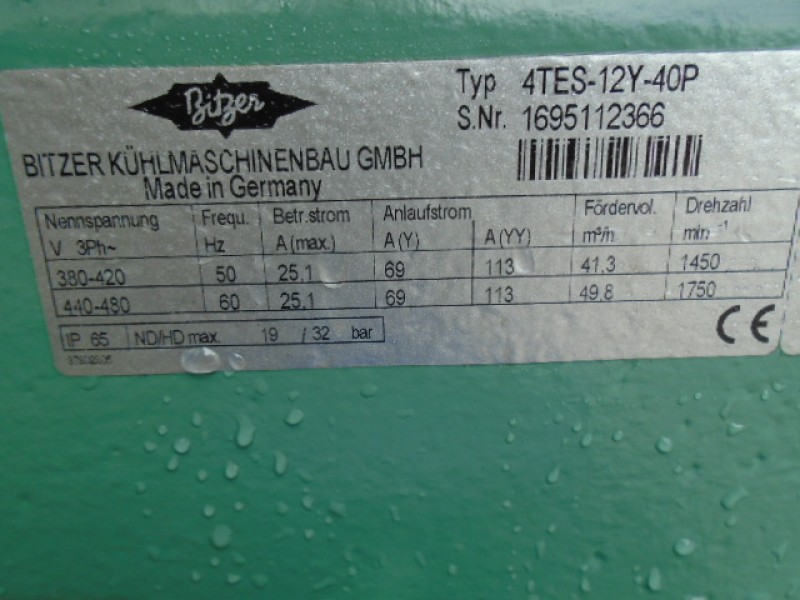 Bitzer
Typ 4TES-12Y-40P
S.Nr. 1695112366
BITZER KÜHLMASCHINENBAU GMBH
Made in Germany
Nennspannung Frequ. Betr.strom Anlaufstrom Fördervol. Drehzahl
V 3Ph~ Hz A (max.) A (Y) A (YY) m³/h min -1
380-420 50 25,1 69 113 41,3 1450
440-480 60 25,1 69 113 49,8 1750
IP 65 ND/HD max. 19 / 32 bar
CE